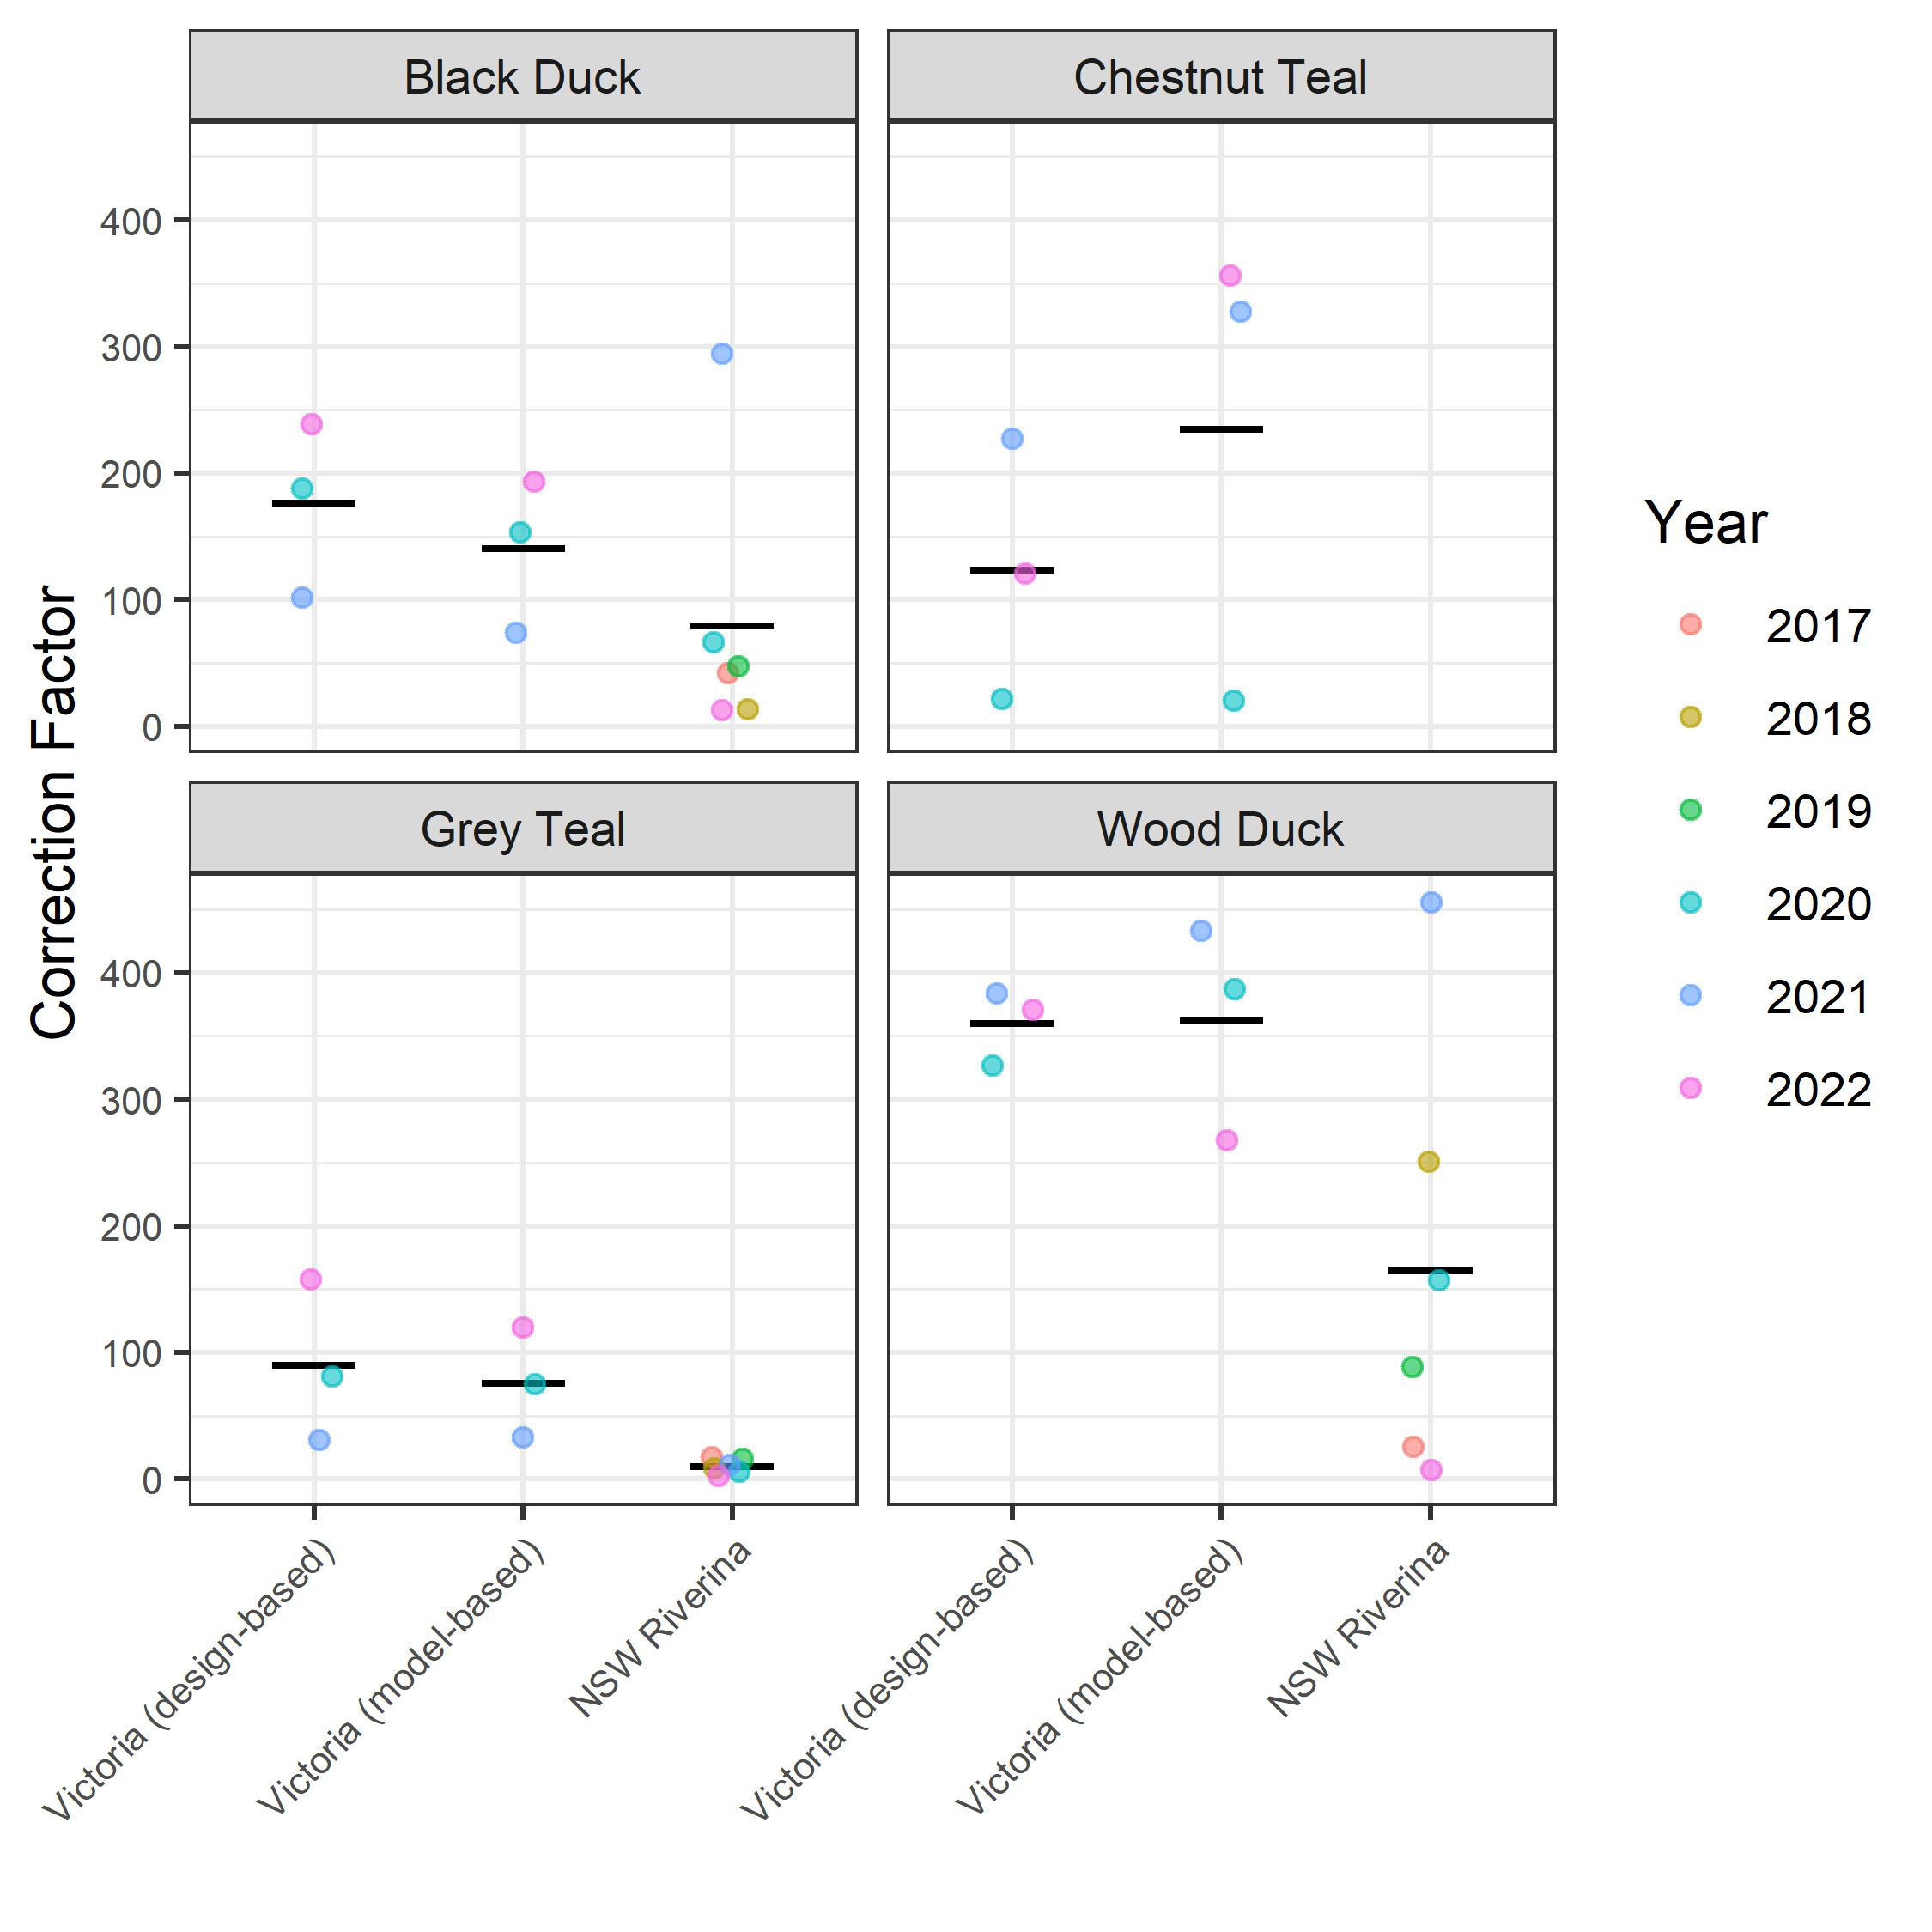 Black Duck
Chestnut Teal
400
300
200
100
0
Grey Teal
Wood Duck
400
300
200
100
0
Correction Factor
Victoria (design-based)
Victoria (model-based)
NSW Riverina
Victoria (design-based)
Victoria (model-based)
NSW Riverina
Year
2017
2018
2019
2020
2021
2022